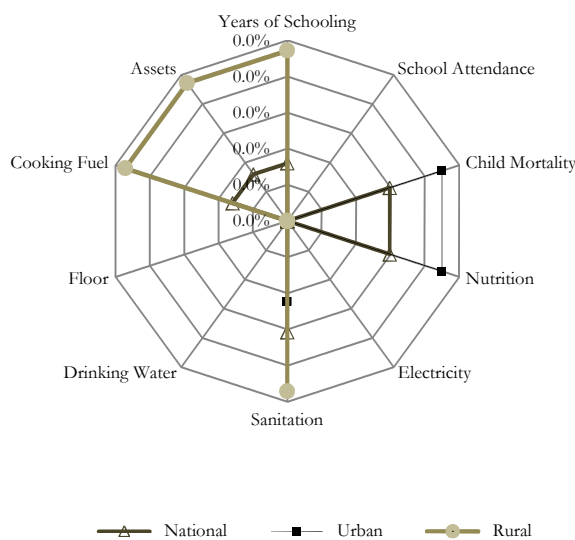 Years of Schooling
0.0%
Assets
School Attendance
0.0%
0.0%
Cooking Fuel
Child Mortality
0.0%
0.0%
0.0%
Floor
Nutrition
Drinking Water
Electricity
Sanitation
National
Urban
Rural